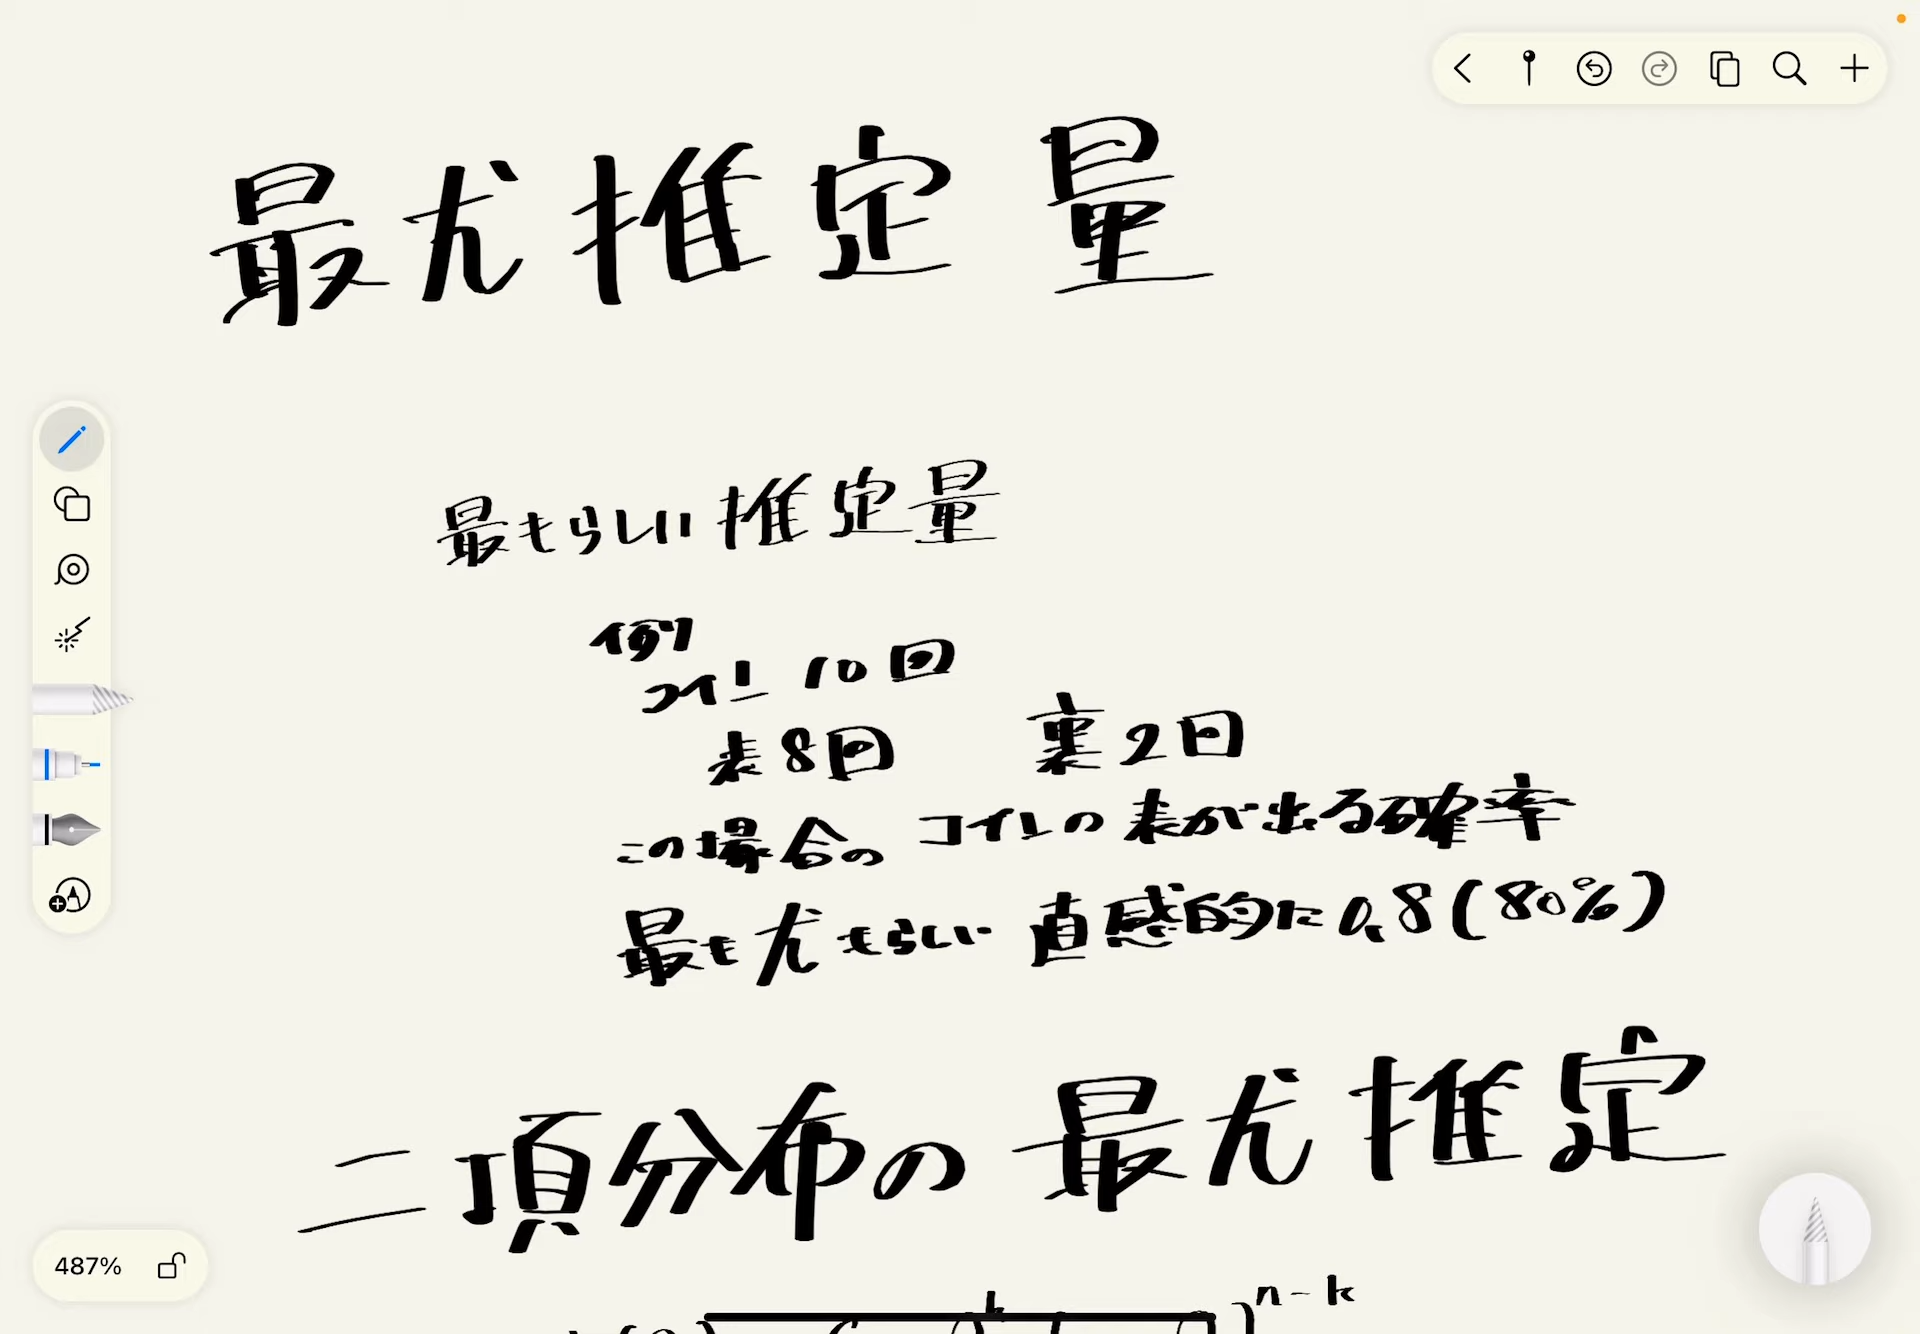 最尤推定量
最もらしい推定量
例
コイン 10回
表8回 裏2回
この場合の コインの表が出る確率
最も尤もらしい 直感的に0.8(80%)
二項分布の最尤推定
n-k
k
487%